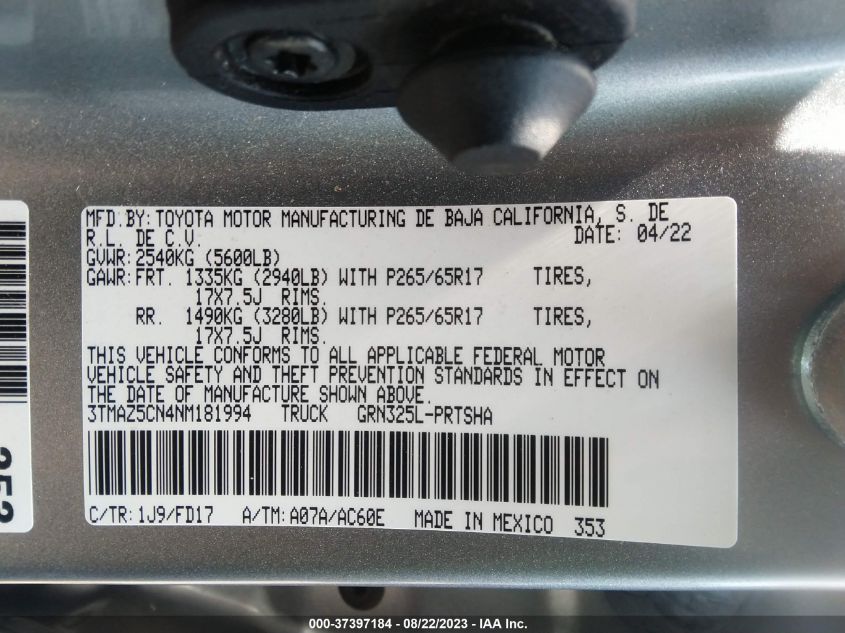 MFD.BY: TOYOTA MOTOR MANUFACTURING DE BAJA CALIFORNIA, S. DE
R.L. DE C.V. DATE: 04/22
GVWR: 2540KG (5600LB)
GAWR: FRT. 1335KG (2940LB) WITH P265/65R17 TIRES,
17X7.5J RIMS.
RR. 1490KG (3280LB) WITH P265/65R17 TIRES,
17X7.5J RIMS.
THIS VEHICLE CONFORMS TO ALL APPLICABLE FEDERAL MOTOR
VEHICLE SAFETY AND THEFT PREVENTION STANDARDS IN EFFECT ON
THE DATE OF MANUFACTURE SHOWN ABOVE.
3TMAZ5CN4NM181994 TRUCK GRN325L-PRTSHA
C/TR: 1J9/FD17 A/TM: A07A/AC60E MADE IN MEXICO 353
000-37397184 - 08/22/2023 - IAA Inc.